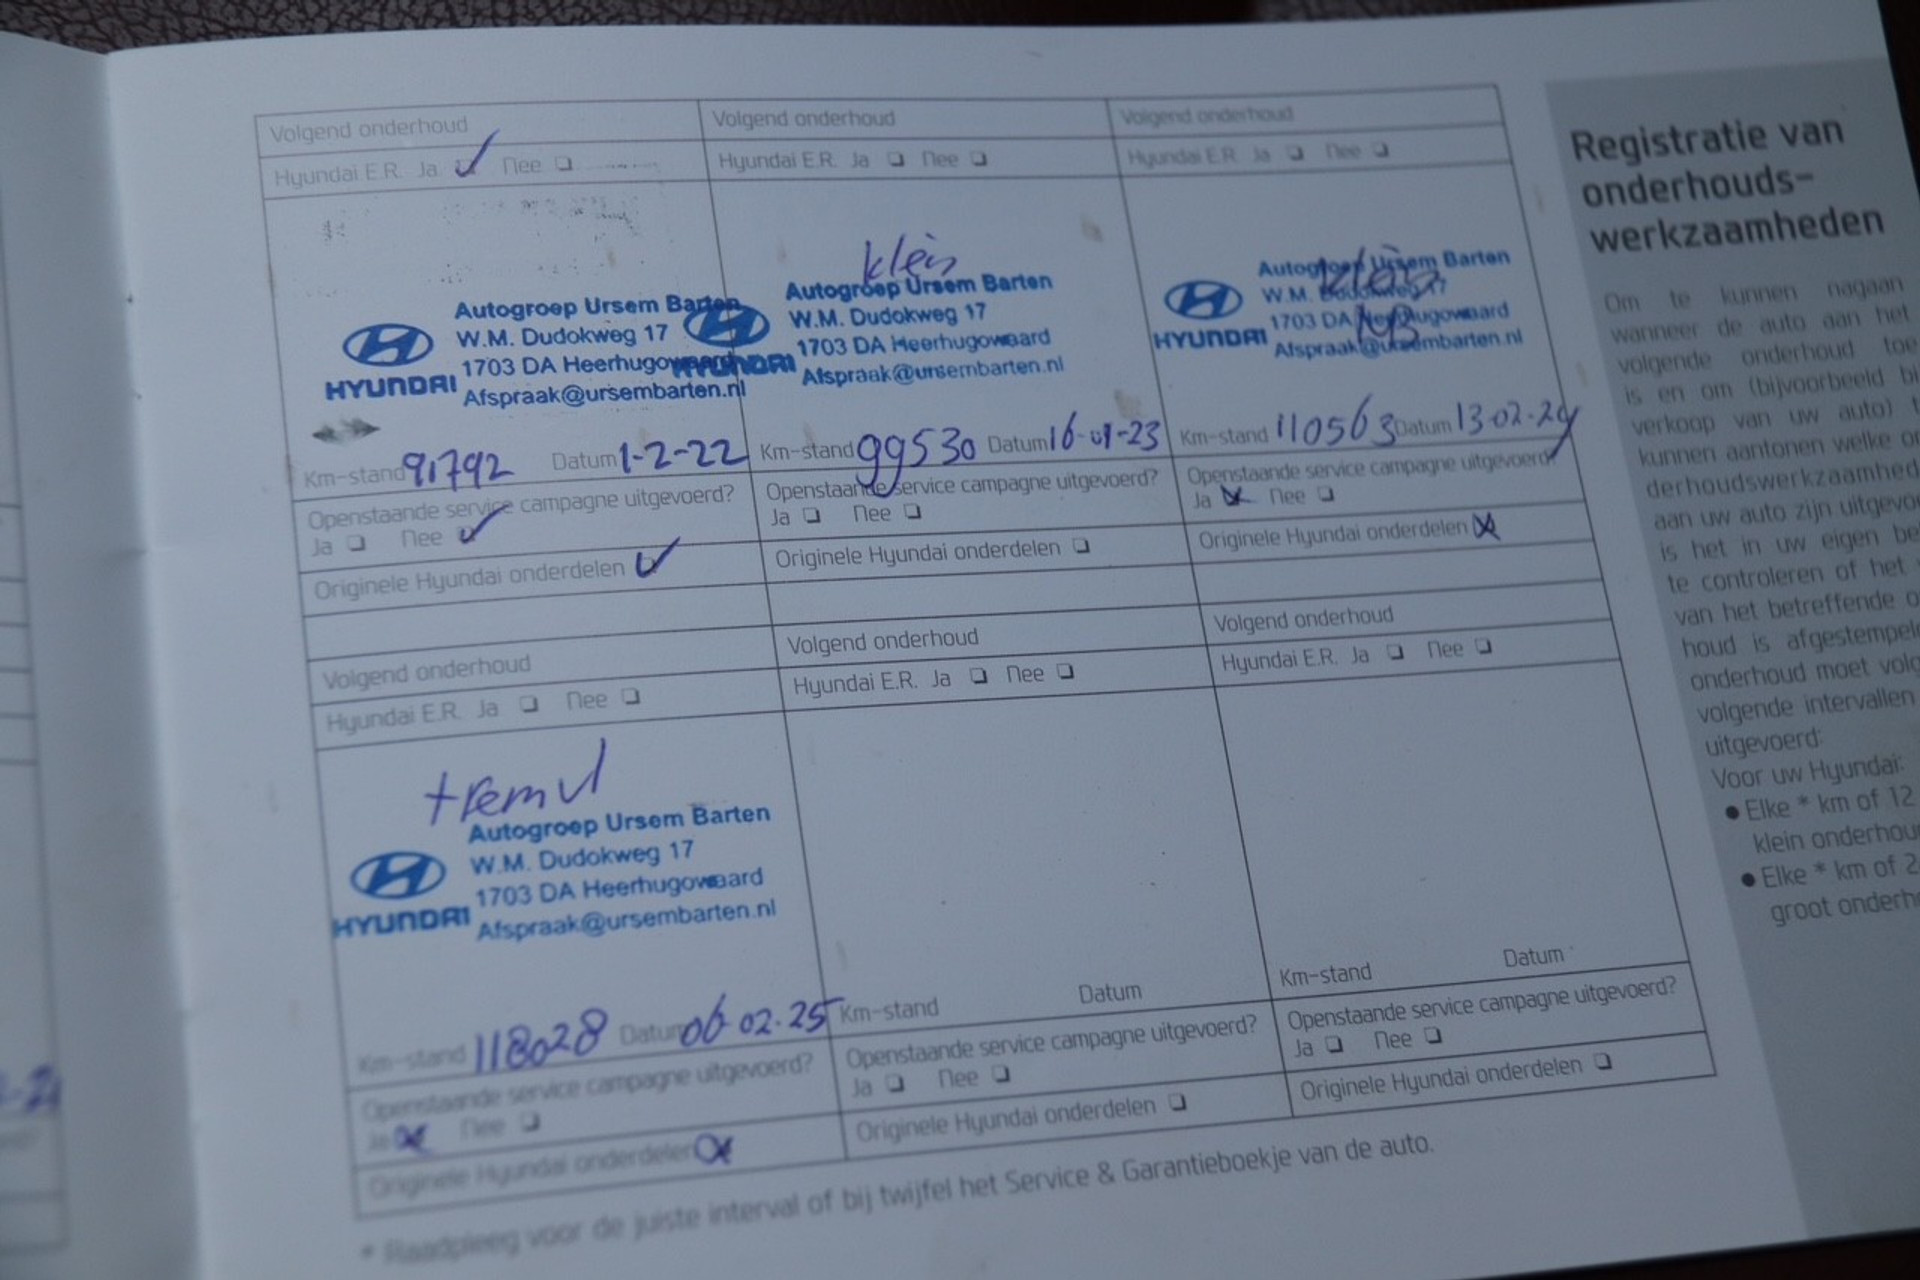 Volgend onderhoud
Hyundai E.R. Ja Nee
Autogroep Ursem Barten
W.M. Dudokweg 17
HYUNDAI 1703 DA Heerhugowaard
Afspraak@ursembarten.nl
Km-stand 91792 Datum 1-2-22
Openstaande service campagne uitgevoerd?
Ja Nee
Originele Hyundai onderdelen
Volgend onderhoud
Hyundai E.R. Ja Nee
klein
Autogroep Ursem Barten
W.M. Dudokweg 17
1703 DA Heerhugowaard
HYUNDAI Afspraak@ursembarten.nl
Km-stand 99530 Datum 16-01-23
Openstaande service campagne uitgevoerd?
Ja Nee
Originele Hyundai onderdelen
Volgend onderhoud
Hyundai E.R. Ja Nee
Autogroep Ursem Barten
W.M. Dudokweg 17
1703 DA Heerhugowaard
HYUNDAI Afspraak@ursembarten.nl
Km-stand 110563 Datum 13-02-24
Openstaande service campagne uitgevoerd?
Ja Nee
Originele Hyundai onderdelen
Volgend onderhoud
Hyundai E.R. Ja Nee
+remvl
Autogroep Ursem Barten
W.M. Dudokweg 17
1703 DA Heerhugowaard
HYUNDAI Afspraak@ursembarten.nl
Km-stand 118028 Datum 06-02-25
Openstaande service campagne uitgevoerd?
Ja Nee
Originele Hyundai onderdelen
Volgend onderhoud
Hyundai E.R. Ja Nee
Km-stand Datum
Openstaande service campagne uitgevoerd?
Ja Nee
Originele Hyundai onderdelen
Volgend onderhoud
Hyundai E.R. Ja Nee
Km-stand Datum
Openstaande service campagne uitgevoerd?
Ja Nee
Originele Hyundai onderdelen
* Raadpleeg voor de juiste interval of bij twijfel het Service & Garantieboekje van de auto.
Registratie van
onderhouds-
werkzaamheden
Om te kunnen nagaan
wanneer de auto aan het
volgende onderhoud toe
is en om (bijvoorbeeld bi
verkoop van uw auto) t
kunnen aantonen welke o
derhoudswerkzaamhed
aan uw auto zijn uitgevo
is het in uw eigen be
te controleren of het
van het betreffende o
houd is afgestempel
onderhoud moet volg
volgende intervallen
uitgevoerd:
Voor uw Hyundai:
● Elke * km of 12
klein onderhou
● Elke * km of 2
groot onderh